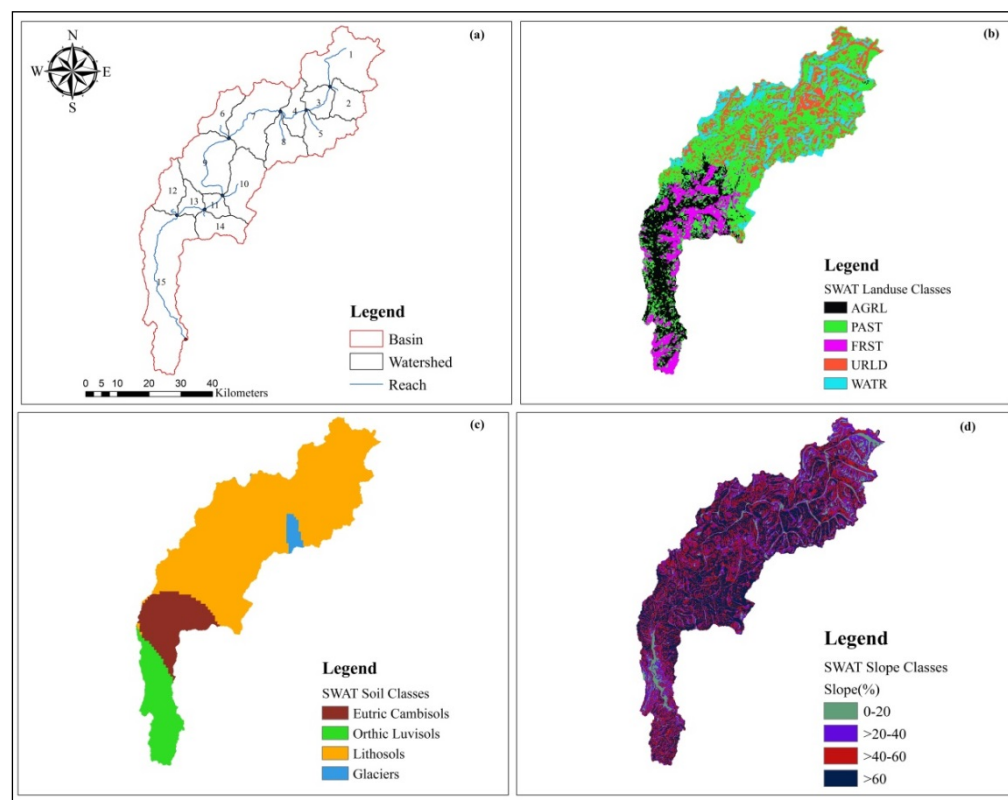 (a)
N
W E
S
1
2
3
4
5
6
7
8
9
10
11
12
13
14
15
Legend
Basin
Watershed
Reach
0 5 10 20 30 40
Kilometers
(b)
Legend
SWAT Landuse Classes
AGRL
PAST
FRST
URLD
WATR
(c)
Legend
SWAT Soil Classes
Eutric Cambisols
Orthic Luvisols
Lithosols
Glaciers
(d)
Legend
SWAT Slope Classes
Slope(%)
0-20
>20-40
>40-60
>60